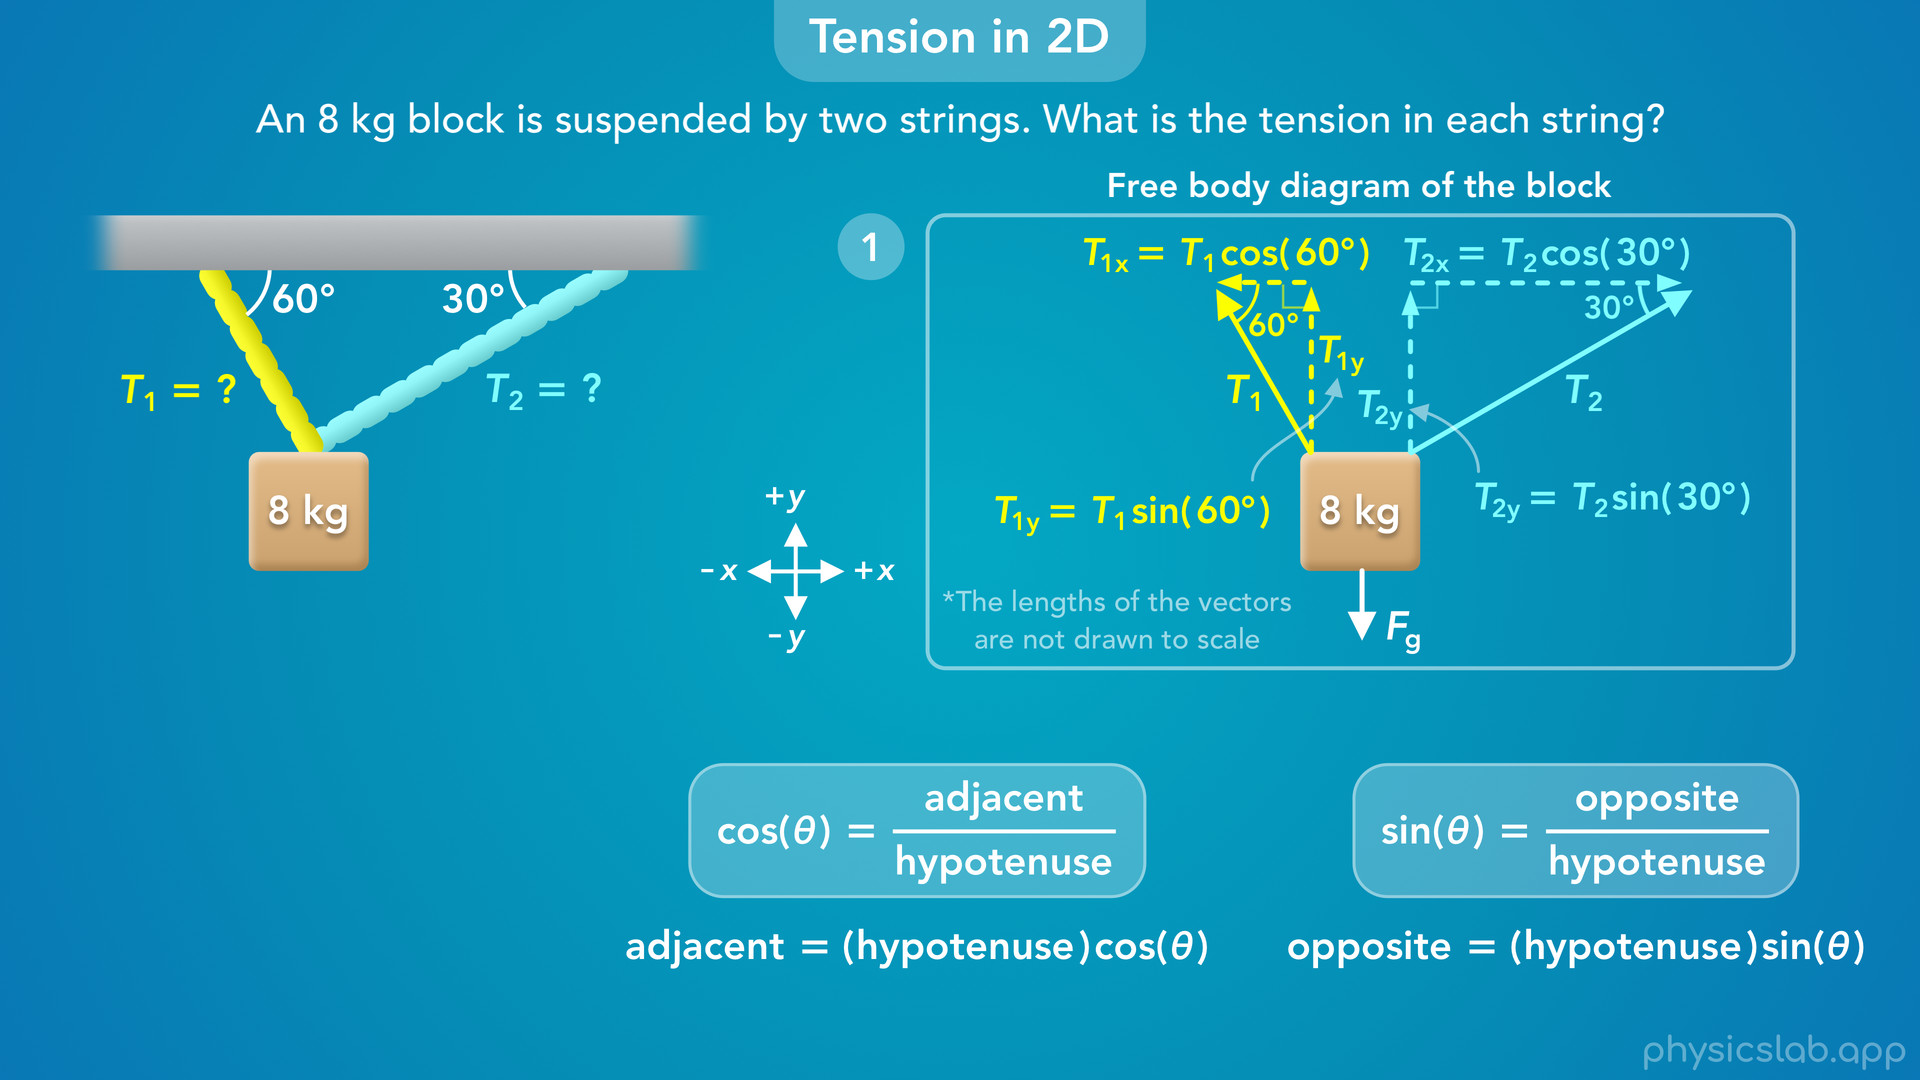 Tension in 2D
An 8 kg block is suspended by two strings. What is the tension in each string?
Free body diagram of the block
1
60°
30°
T1 = ?
T2 = ?
8 kg
+y
-x
+x
-y
T1x = T1cos(60°)
T2x = T2cos(30°)
60°
30°
T1y
T1
T2y
T2
T1y = T1sin(60°)
8 kg
T2y = T2sin(30°)
*The lengths of the vectors
are not drawn to scale
Fg
cos(θ) = adjacent
hypotenuse
sin(θ) = opposite
hypotenuse
adjacent = (hypotenuse)cos(θ)
opposite = (hypotenuse)sin(θ)
physicslab.app